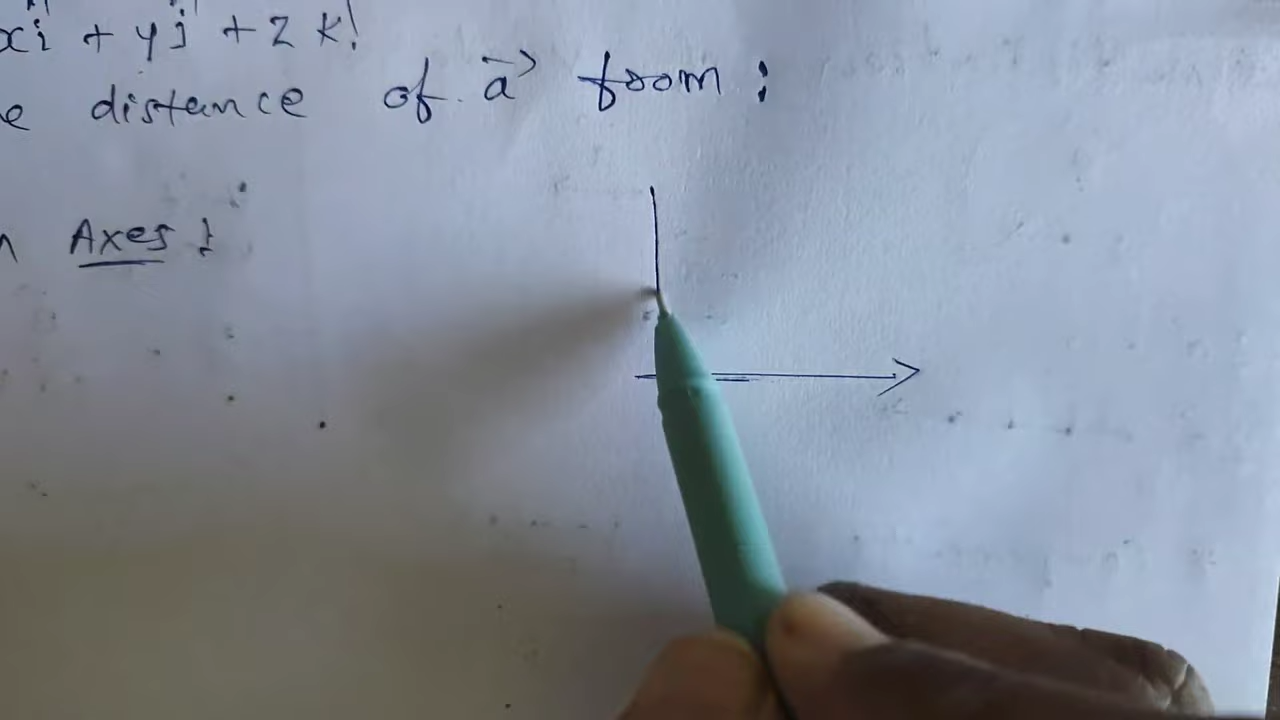 xi + yj + zk!
distance of a from :
Axes }